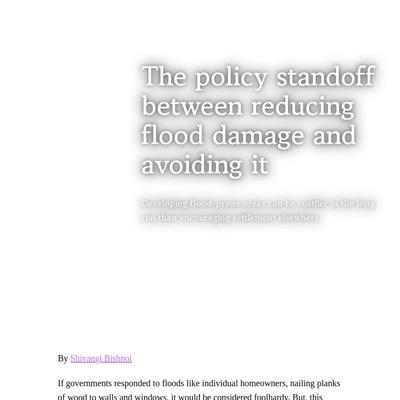 The policy standoff
between reducing
flood damage and
avoiding it
Developing flood-prone areas can be costlier in the long
run than encouraging settlement elsewhere
By Shivangi Bishnoi
If governments responded to floods like individual homeowners, nailing planks
of wood to walls and windows, it would be considered foolhardy. But, this